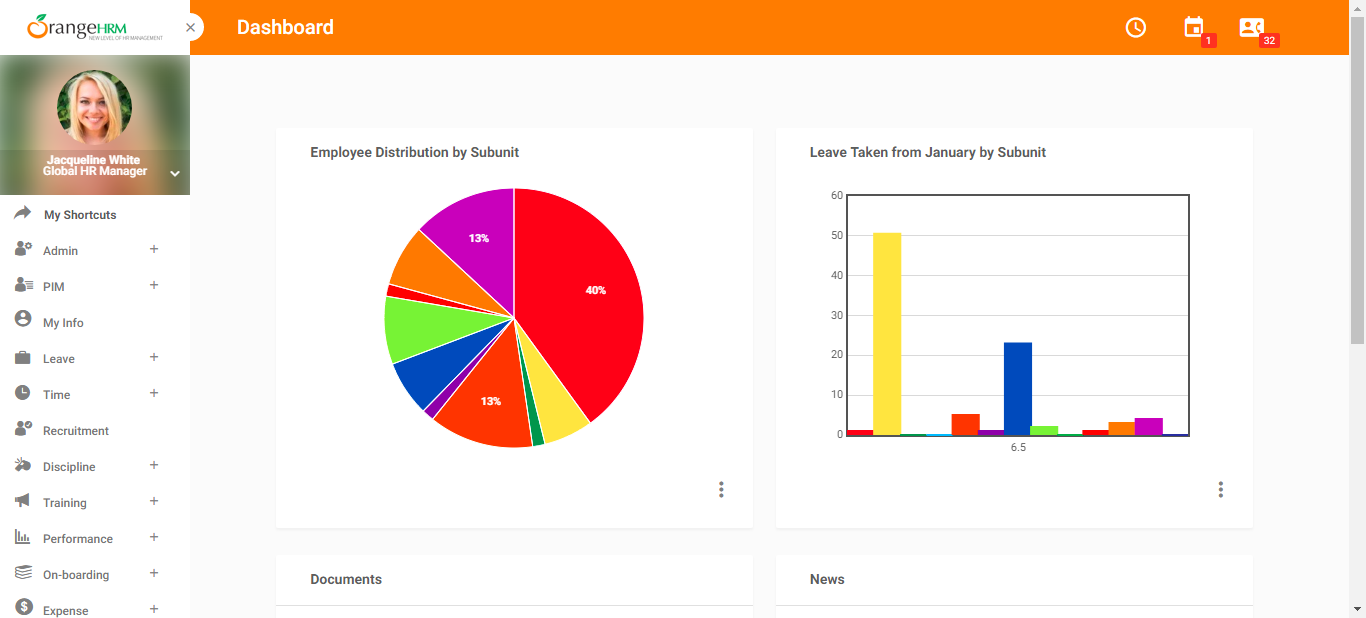 OrangeHRM
NEW LEVEL OF HR MANAGEMENT
Dashboard
1
32
Jacqueline White
Global HR Manager
My Shortcuts
Admin
PIM
My Info
Leave
Time
Recruitment
Discipline
Training
Performance
On-boarding
Expense
Employee Distribution by Subunit
13%
40%
13%
Leave Taken from January by Subunit
60
50
40
30
20
10
0
6.5
Documents
News